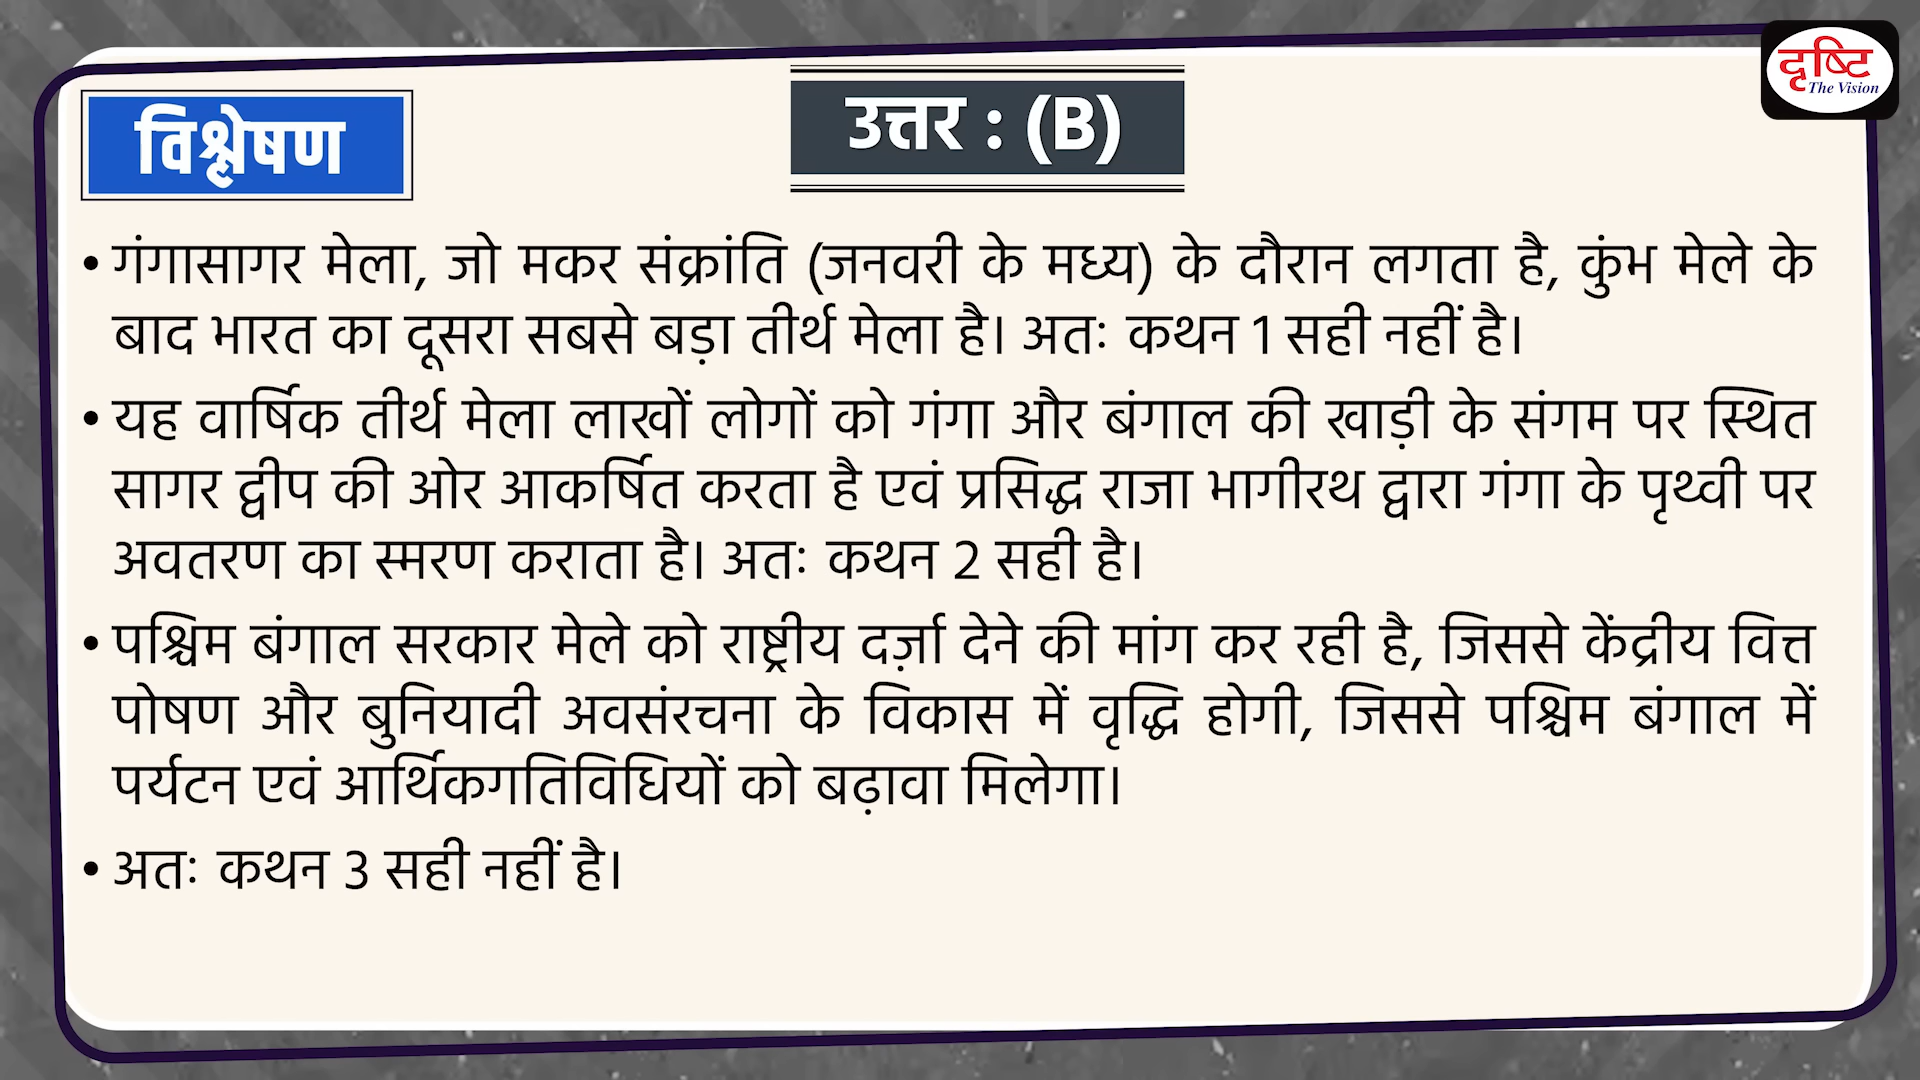 दृष्टि
The Vision
विश्लेषण
उत्तर : (B)
• गंगासागर मेला, जो मकर संक्रांति (जनवरी के मध्य) के दौरान लगता है, कुंभ मेले के
बाद भारत का दूसरा सबसे बड़ा तीर्थ मेला है। अतः कथन 1 सही नहीं है।
• यह वार्षिक तीर्थ मेला लाखों लोगों को गंगा और बंगाल की खाड़ी के संगम पर स्थित
सागर द्वीप की ओर आकर्षित करता है एवं प्रसिद्ध राजा भागीरथ द्वारा गंगा के पृथ्वी पर
अवतरण का स्मरण कराता है। अतः कथन 2 सही है।
• पश्चिम बंगाल सरकार मेले को राष्ट्रीय दर्ज़ा देने की मांग कर रही है, जिससे केंद्रीय वित्त
पोषण और बुनियादी अवसंरचना के विकास में वृद्धि होगी, जिससे पश्चिम बंगाल में
पर्यटन एवं आर्थिकगतिविधियों को बढ़ावा मिलेगा।
• अतः कथन 3 सही नहीं है।